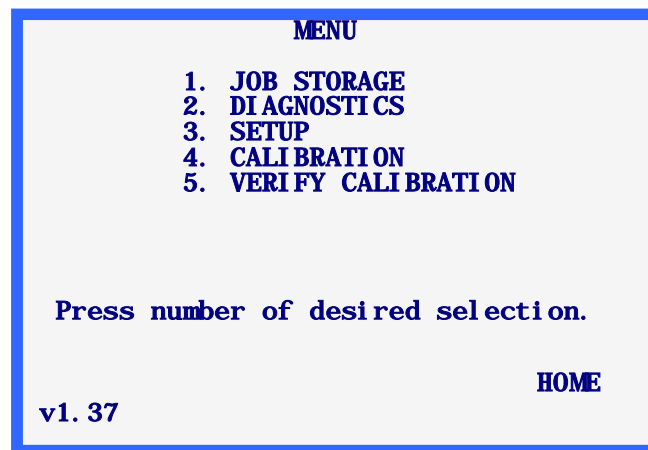 MENU
1. JOB STORAGE
2. DIAGNOSTICS
3. SETUP
4. CALIBRATION
5. VERIFY CALIBRATION
Press number of desired selection.
HOME
v1.37